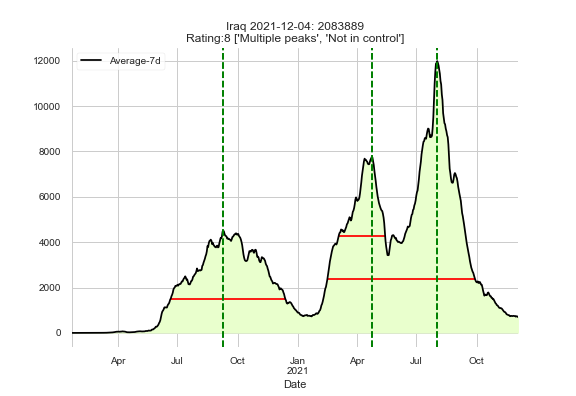 Iraq 2021-12-04: 2083889
Rating:8 ['Multiple peaks', 'Not in control']
Average-7d
12000
10000
8000
6000
4000
2000
0
Apr Jul Oct Jan Apr Jul Oct
2021
Date